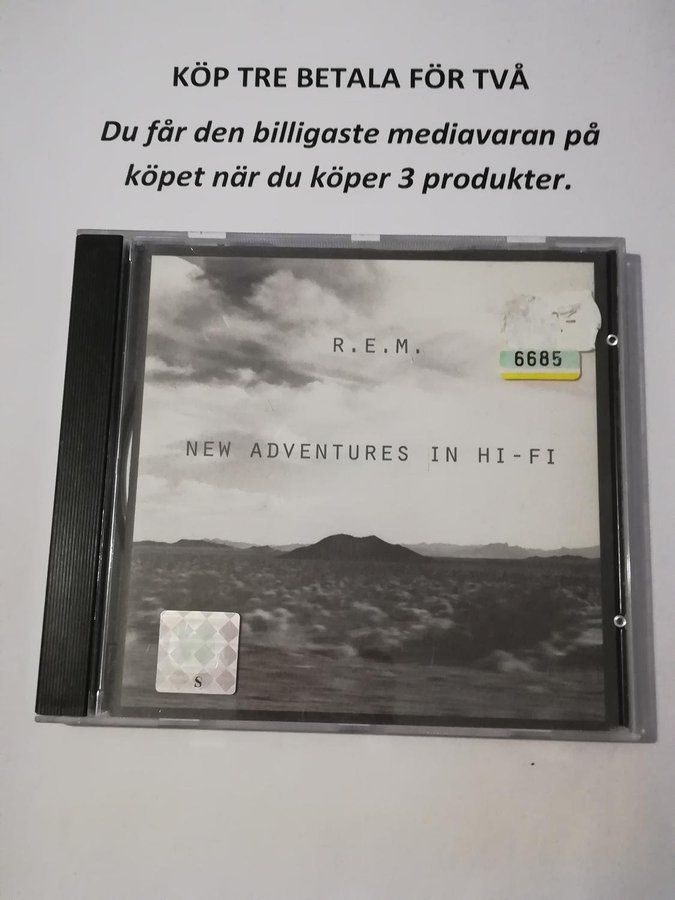 KÖP TRE BETALA FÖR TVÅ
Du får den billigaste mediavaran på
köpet när du köper 3 produkter.
R.E.M.
6685
NEW ADVENTURES IN HI-FI
S